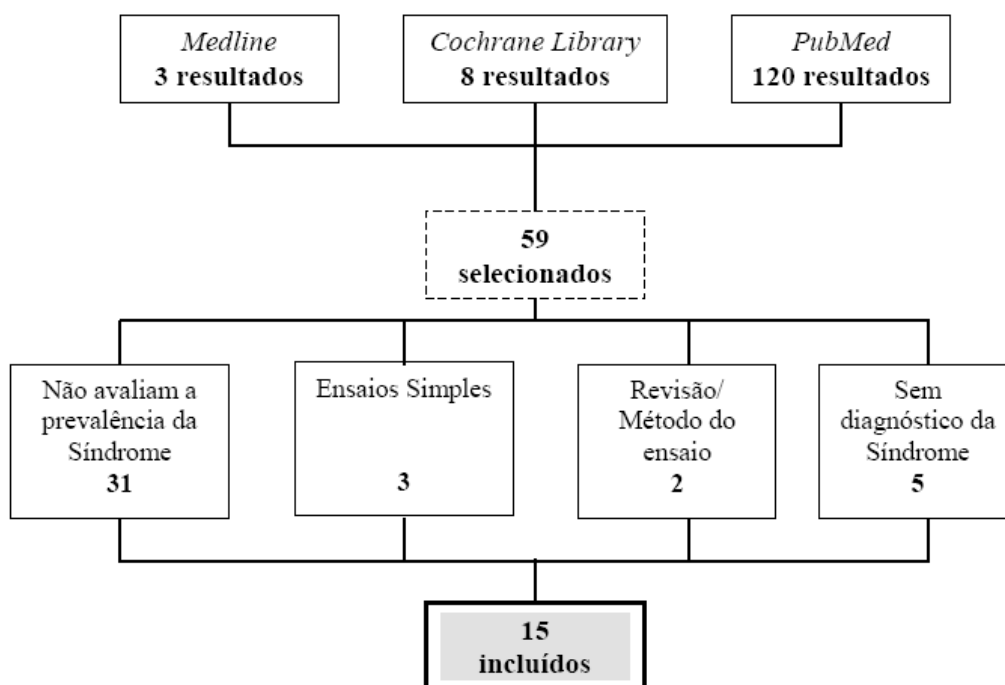 Medline
3 resultados
Cochrane Library
8 resultados
PubMed
120 resultados
59
selecionados
Não avaliam a
prevalência da
Síndrome
31
Ensaios Simples
3
Revisão/
Método do
ensaio
2
Sem
diagnóstico da
Síndrome
5
15
incluídos